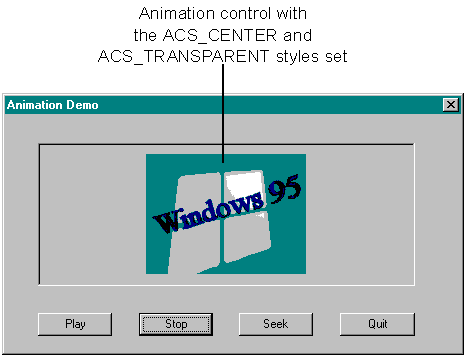 Animation control with
the ACS_CENTER and
ACS_TRANSPARENT styles set
Animation Demo
Windows 95
Play Stop Seek Quit